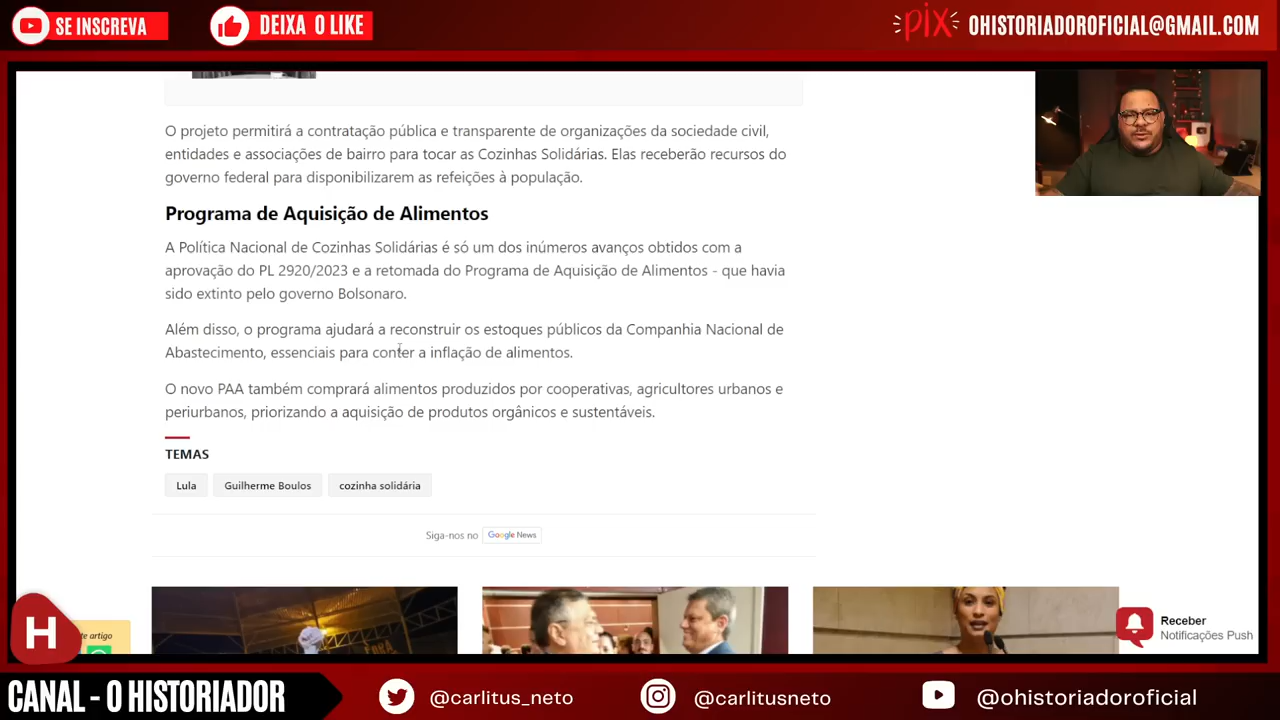 SE INSCREVA
DEIXA O LIKE
PIX
OHISTORIADOROFICIAL@GMAIL.COM
O projeto permitirá a contratação pública e transparente de organizações da sociedade civil,
entidades e associações de bairro para tocar as Cozinhas Solidárias. Elas receberão recursos do
governo federal para disponibilizarem as refeições à população.
Programa de Aquisição de Alimentos
A Política Nacional de Cozinhas Solidárias é só um dos inúmeros avanços obtidos com a
aprovação do PL 2920/2023 e a retomada do Programa de Aquisição de Alimentos - que havia
sido extinto pelo governo Bolsonaro.
Além disso, o programa ajudará a reconstruir os estoques públicos da Companhia Nacional de
Abastecimento, essenciais para conter a inflação de alimentos.
O novo PAA também comprará alimentos produzidos por cooperativas, agricultores urbanos e
periurbanos, priorizando a aquisição de produtos orgânicos e sustentáveis.
TEMAS
Lula Guilherme Boulos cozinha solidária
Siga-nos no Google News
H
te artigo
Receber
Notificações Push
CANAL - O HISTORIADOR
@carlitus_neto
@carlitusneto
@ohistoriadoroficial